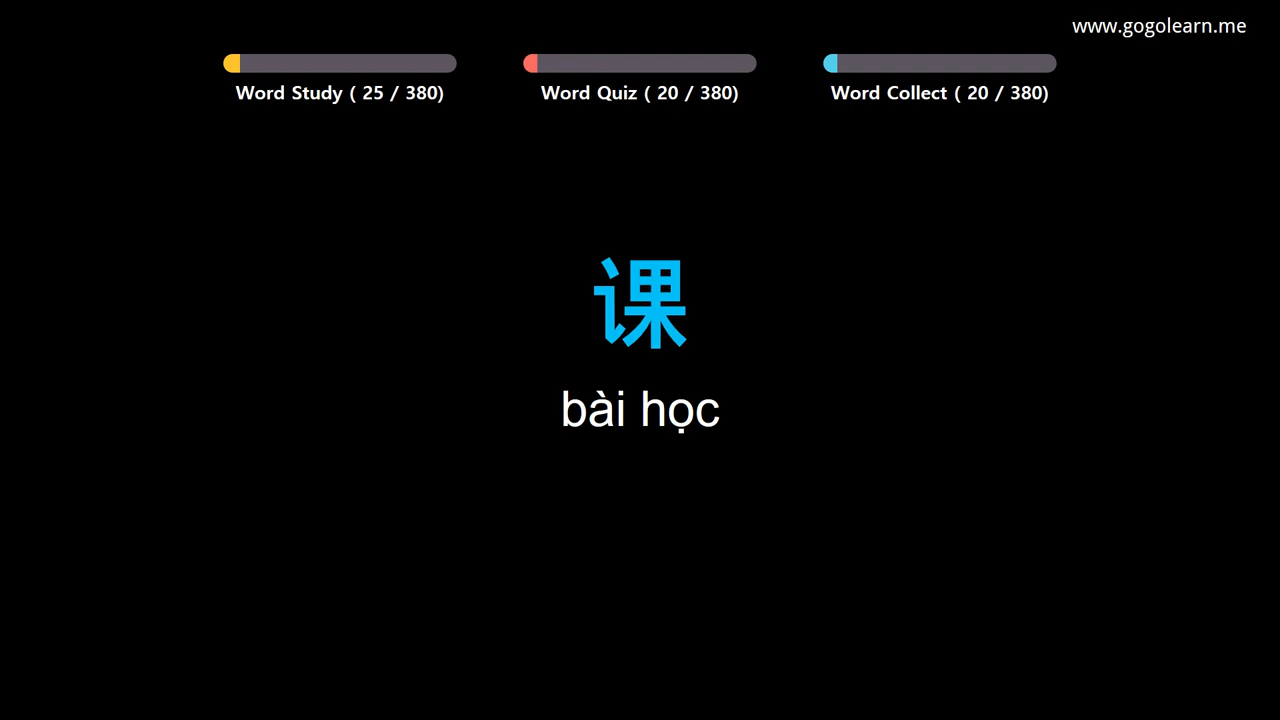 www.gogolearn.me
Word Study ( 25 / 380)
Word Quiz ( 20 / 380)
Word Collect ( 20 / 380)
课
bài học